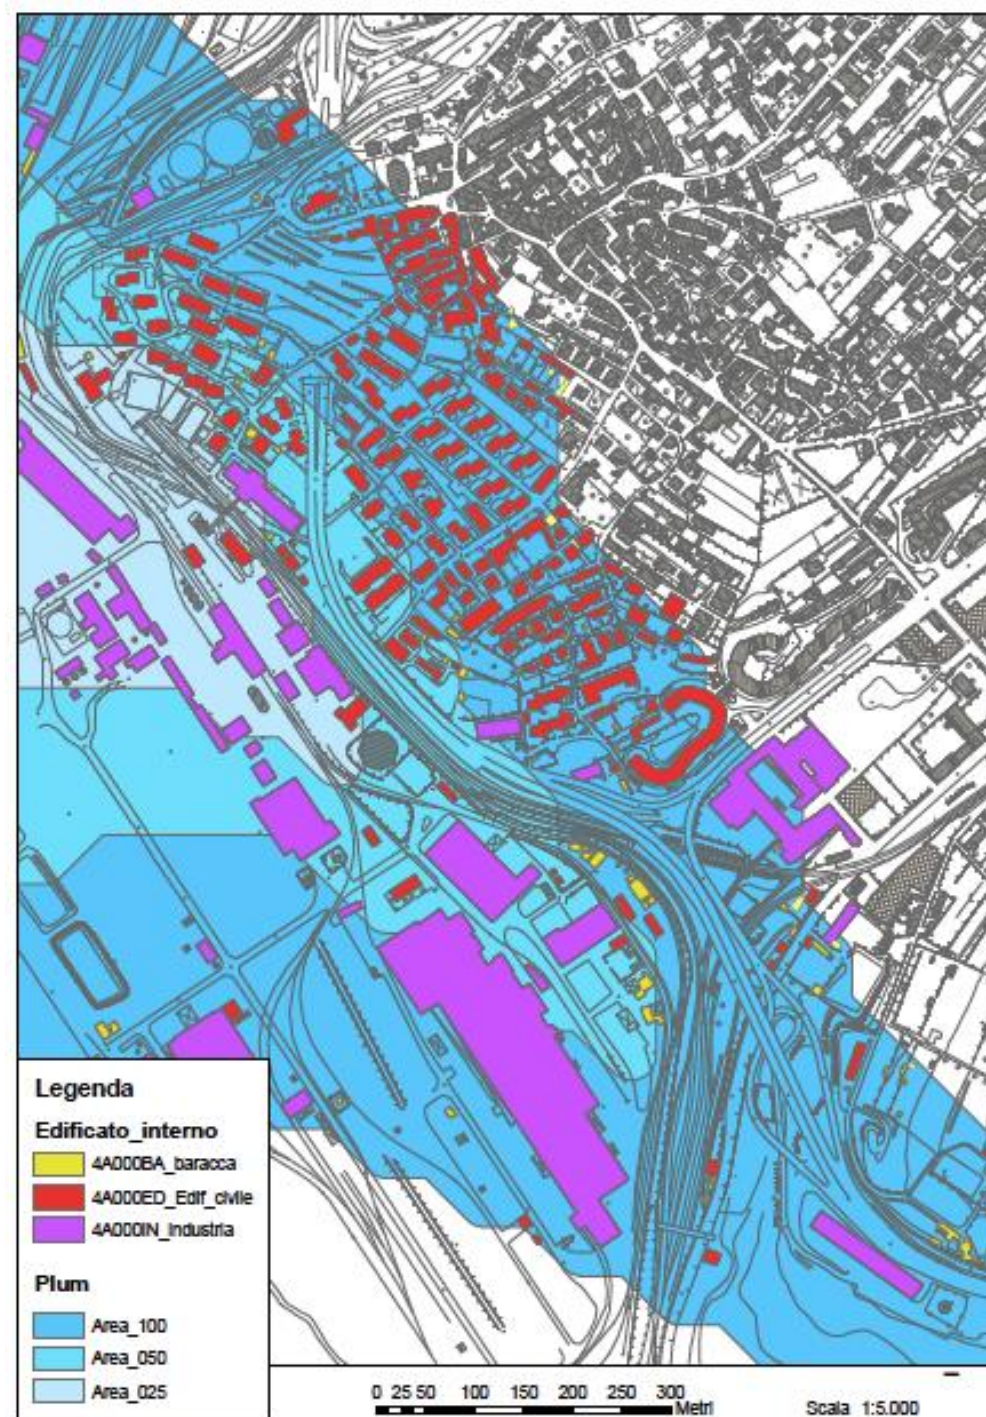 Legenda
Edificato_interno
4A000BA_baracca
4A000ED_Edif_civile
4A000IN_Industria
Plum
Area_100
Area_050
Area_025
0 25 50 100 150 200 250 300
Metri
Scala 1:5.000